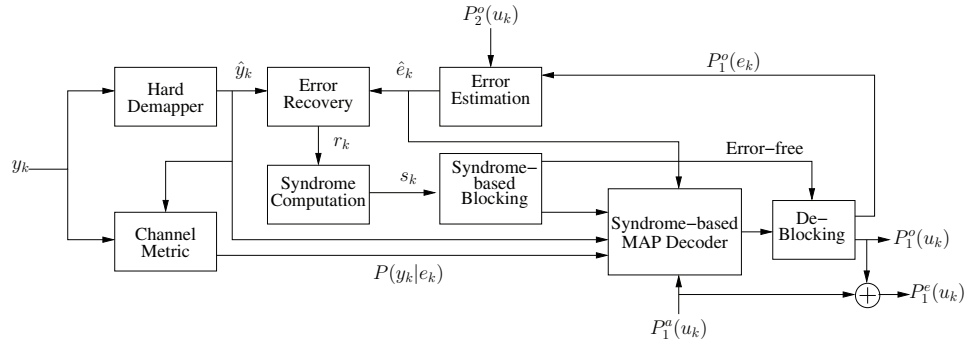 P_2^o(u_k)
ŷ_k
ê_k
P_1^o(e_k)
Hard
Demapper
Error
Recovery
Error
Estimation
r_k
Error-free
y_k
Syndrome
Computation
s_k
Syndrome-
based
Blocking
Channel
Metric
Syndrome-based
MAP Decoder
De-
Blocking
P_1^o(u_k)
P(y_k|e_k)
P_1^e(u_k)
P_1^a(u_k)